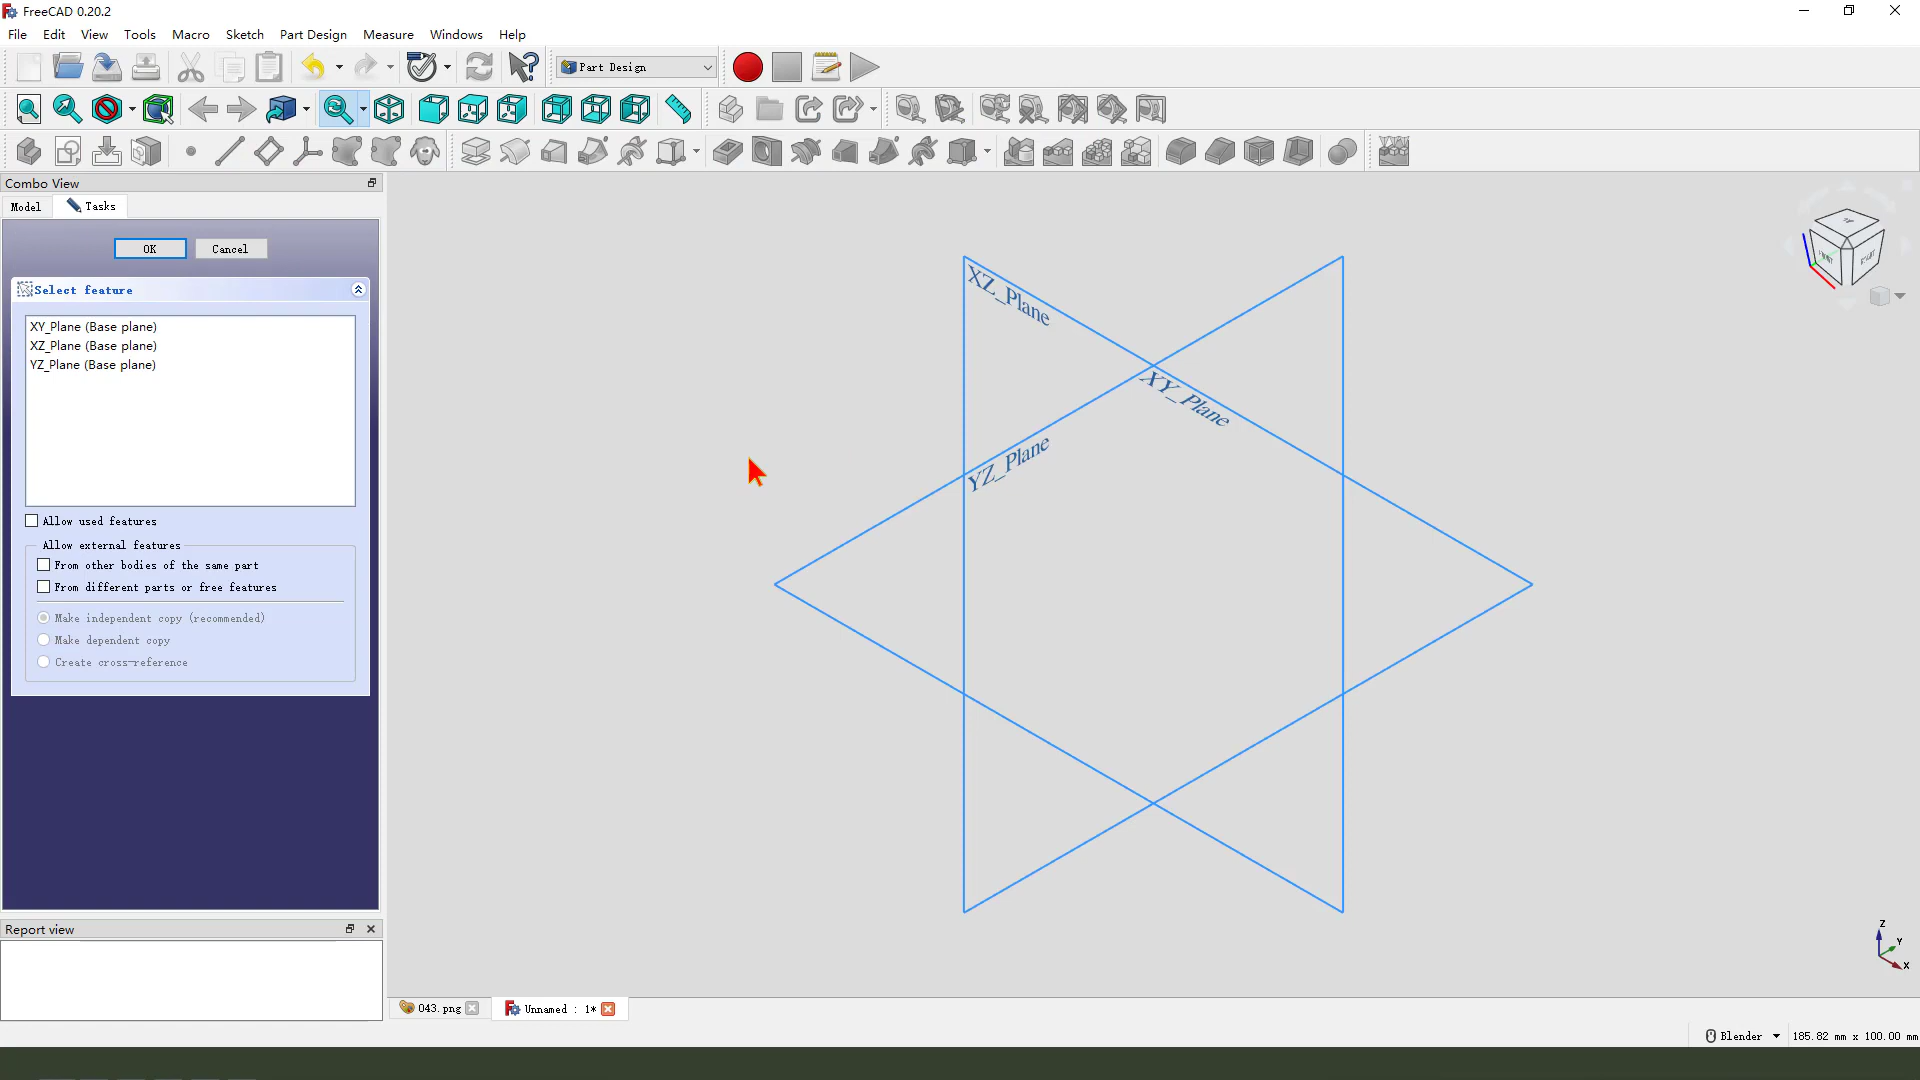 FreeCAD 0.20.2
File Edit View Tools Macro Sketch Part Design Measure Windows Help
Part Design
Combo View
Model Tasks
OK Cancel
Select feature
XY_Plane (Base plane)
XZ_Plane (Base plane)
YZ_Plane (Base plane)
Allow used features
Allow external features
From other bodies of the same part
From different parts or free features
Make independent copy (recommended)
Make dependent copy
Create cross-reference
XZ_Plane
XY_Plane
YZ_Plane
FRONT
RIGHT
Z
Y
X
Report view
043.png Unnamed : 1*
Blender 185.82 mm x 100.00 mm